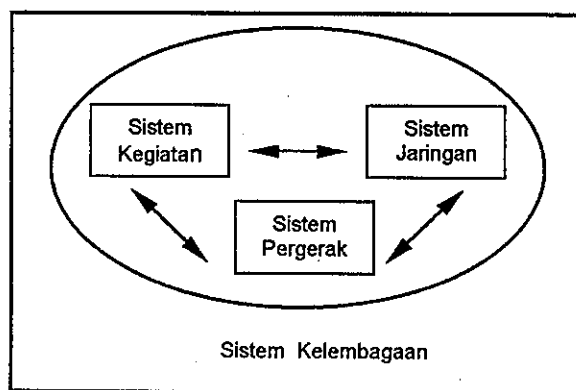 Sistem
Kegiatan
Sistem
Jaringan
Sistem
Pergerak
Sistem Kelembagaan